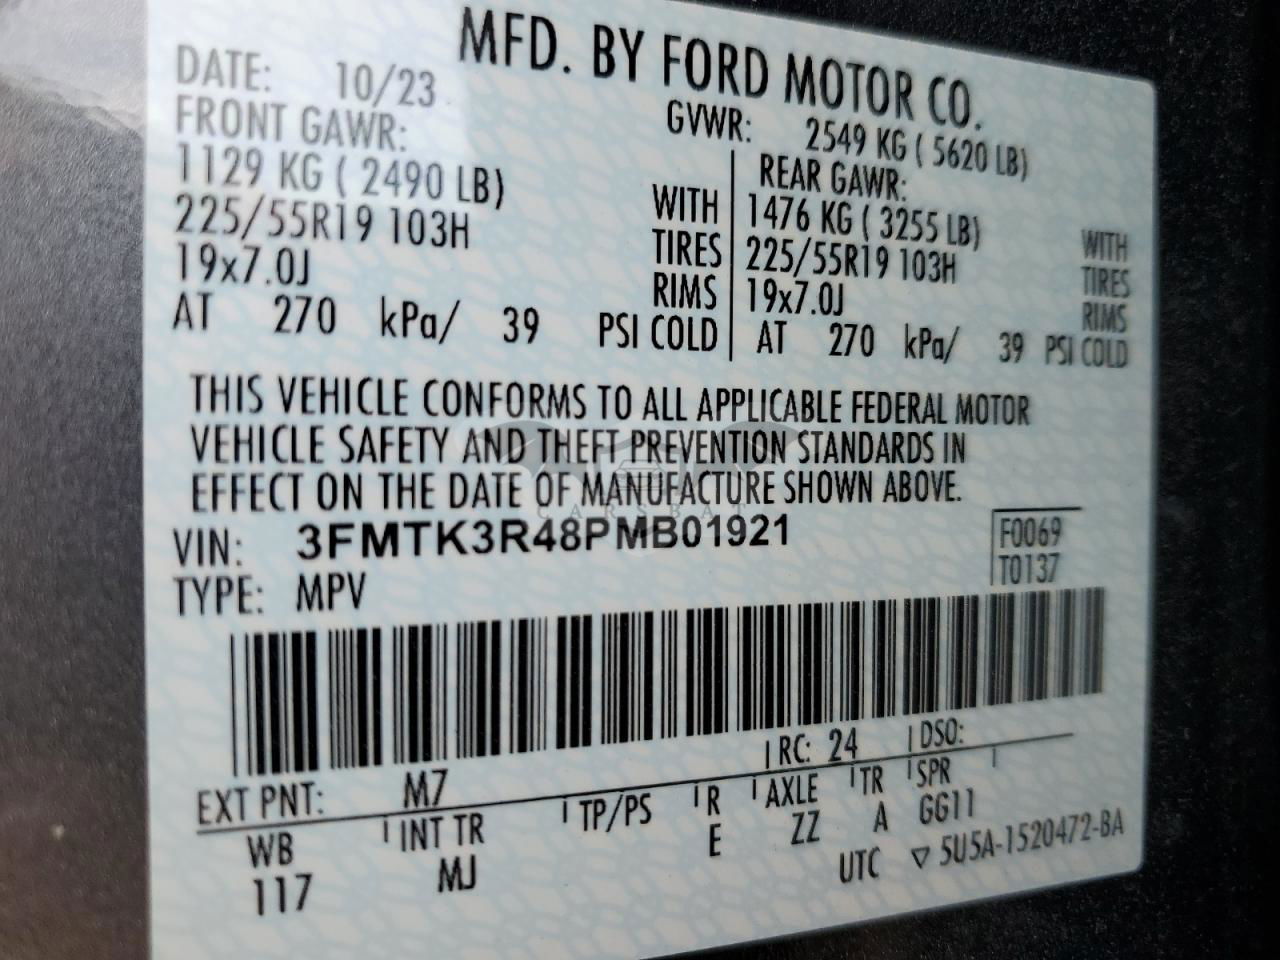 MFD. BY FORD MOTOR CO.
DATE: 10/23
GVWR: 2549 KG ( 5620 LB)
FRONT GAWR:
1129 KG ( 2490 LB) WITH
225/55R19 103H TIRES
19x7.0J RIMS
AT 270 kPa/ 39 PSI COLD
REAR GAWR:
1476 KG ( 3255 LB) WITH
225/55R19 103H TIRES
19x7.0J RIMS
AT 270 kPa/ 39 PSI COLD
THIS VEHICLE CONFORMS TO ALL APPLICABLE FEDERAL MOTOR
VEHICLE SAFETY AND THEFT PREVENTION STANDARDS IN
EFFECT ON THE DATE OF MANUFACTURE SHOWN ABOVE.
CARSBAT
VIN: 3FMTK3R48PMB01921
F0069
T0137
TYPE: MPV
EXT PNT: M7 RC: 24 DSO:
WB INT TR TP/PS R AXLE TR SPR
117 MJ E ZZ A GG11
UTC 5U5A-1520472-BA